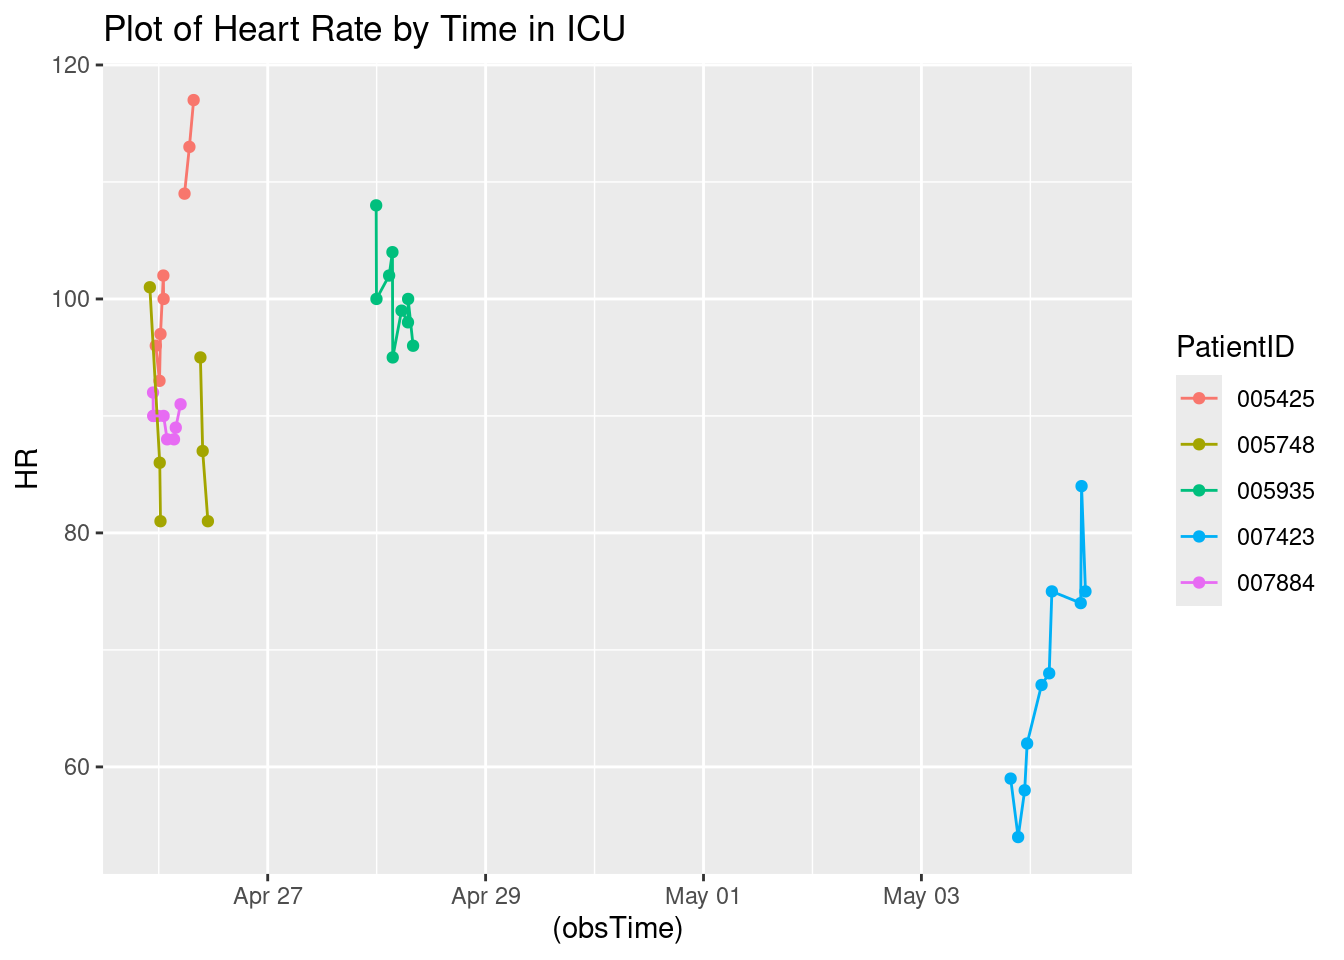 Plot of Heart Rate by Time in ICU
120
100
80
60
HR
Apr 27
Apr 29
May 01
May 03
(obsTime)
PatientID
005425
005748
005935
007423
007884